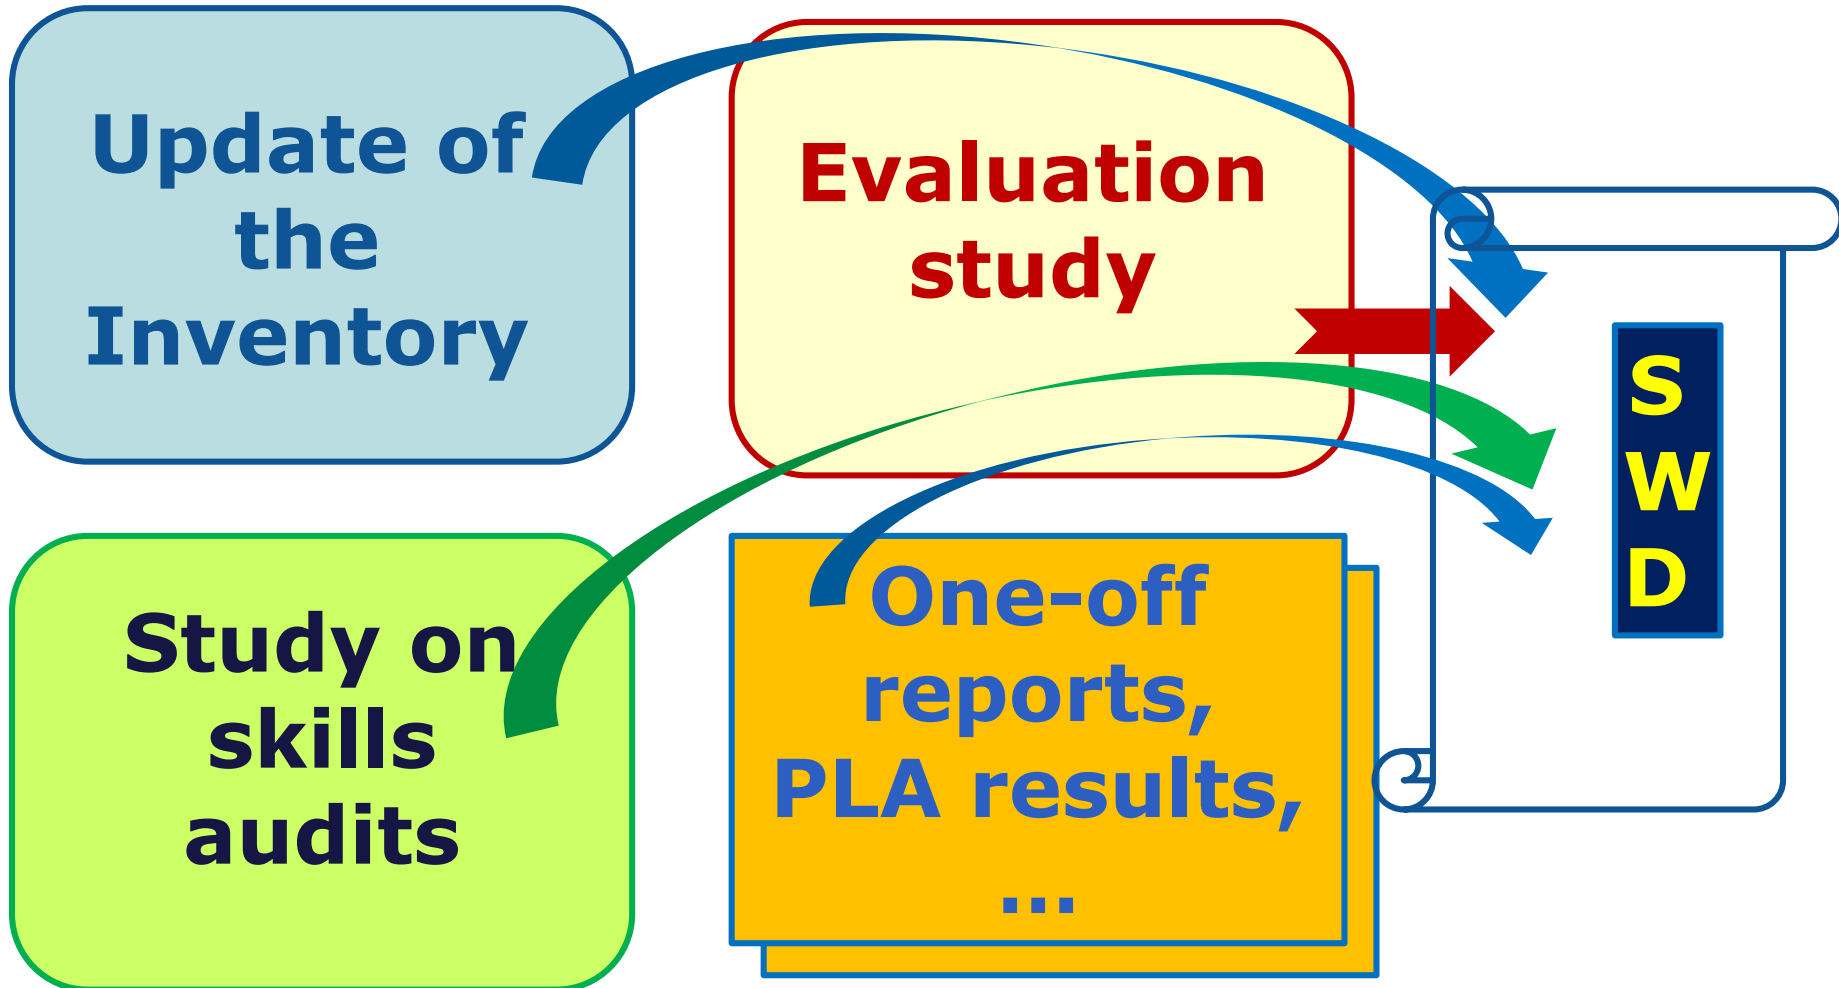 Update of
the
Inventory
Evaluation
study
Study on
skills
audits
One-off
reports,
PLA results,
...
S
W
D